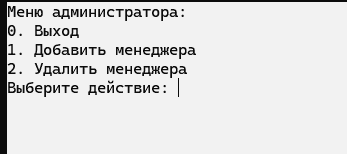 Меню администратора:
0. Выход
1. Добавить менеджера
2. Удалить менеджера
Выберите действие: